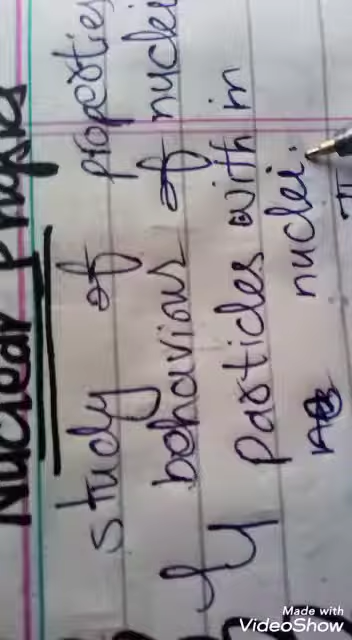 Nuclear Physics
study of properties
behaviour of nuclei
particles with in
nuclei.
Made with
VideoShow